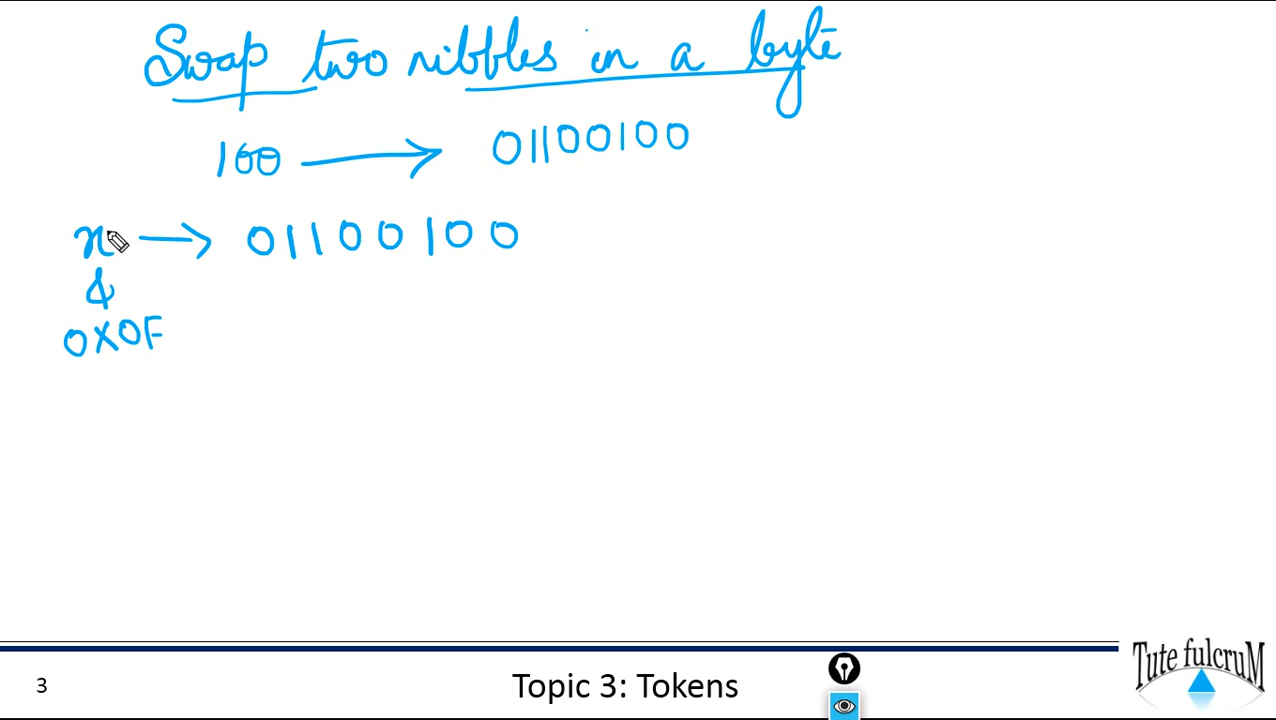 Swap two nibbles in a byte
100 → 01100100
x → 01100100
&
0X0F
3
Topic 3: Tokens
Tute fulcruM